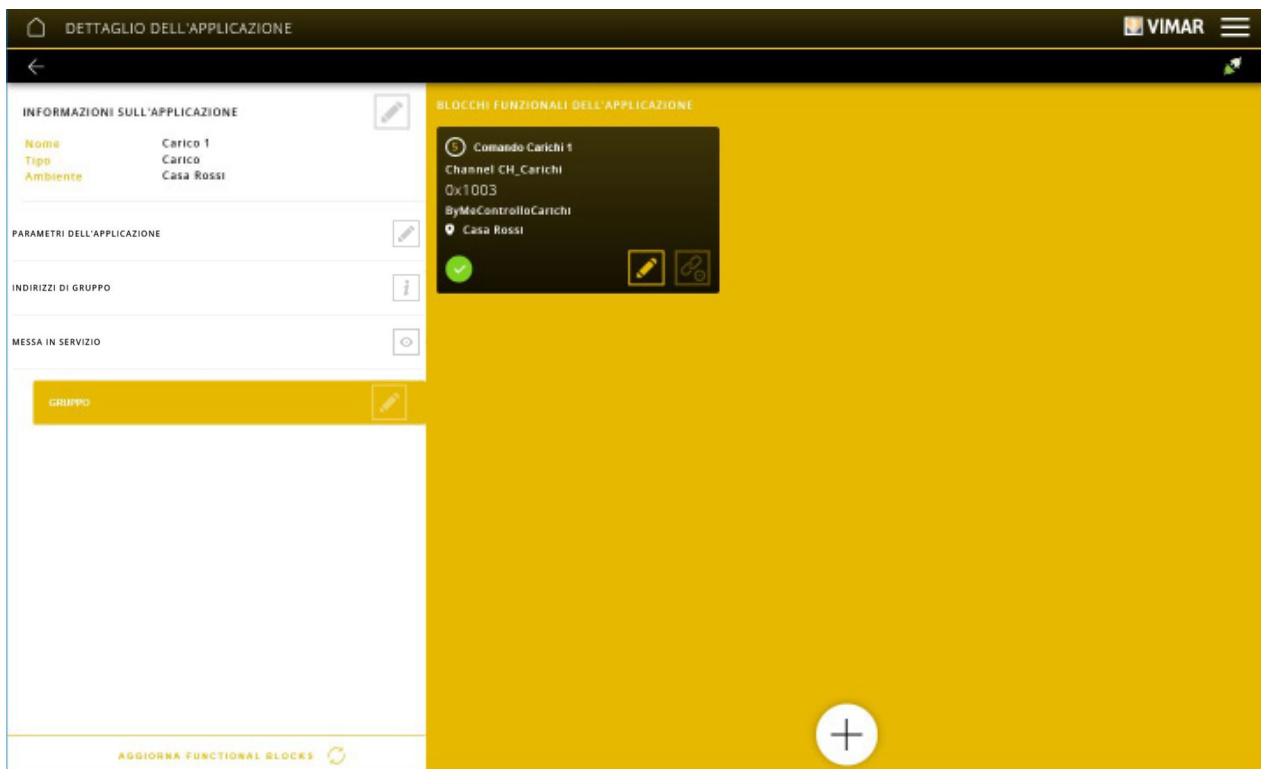 DETTAGLIO DELL'APPLICAZIONE
VIMAR
INFORMAZIONI SULL'APPLICAZIONE
Nome Carico 1
Tipo Carico
Ambiente Casa Rossi
PARAMETRI DELL'APPLICAZIONE
INDIRIZZI DI GRUPPO
MESSA IN SERVIZIO
GRUPPO
AGGIORNA FUNCTIONAL BLOCKS
BLOCCHI FUNZIONALI DELL'APPLICAZIONE
5 Comando Carichi 1
Channel CH_Carichi
0x1003
ByMeControlloCarichi
Casa Rossi